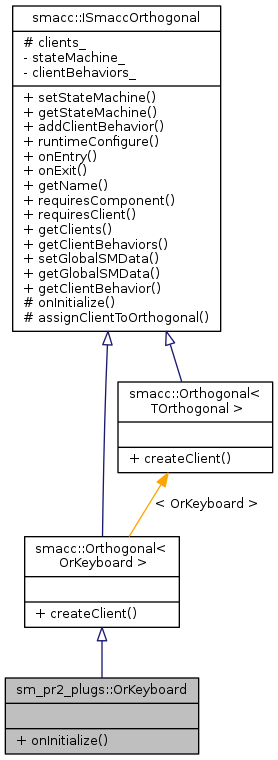 smacc::ISmaccOrthogonal
# clients_
- stateMachine_
- clientBehaviors_
+ setStateMachine()
+ getStateMachine()
+ addClientBehavior()
+ runtimeConfigure()
+ onEntry()
+ onExit()
+ getName()
+ requiresComponent()
+ requiresClient()
+ getClients()
+ getClientBehaviors()
+ setGlobalSMData()
+ getGlobalSMData()
+ getClientBehavior()
# onInitialize()
# assignClientToOrthogonal()
smacc::Orthogonal<
TOrthogonal >
+ createClient()
< OrKeyboard >
smacc::Orthogonal<
OrKeyboard >
+ createClient()
sm_pr2_plugs::OrKeyboard
+ onInitialize()